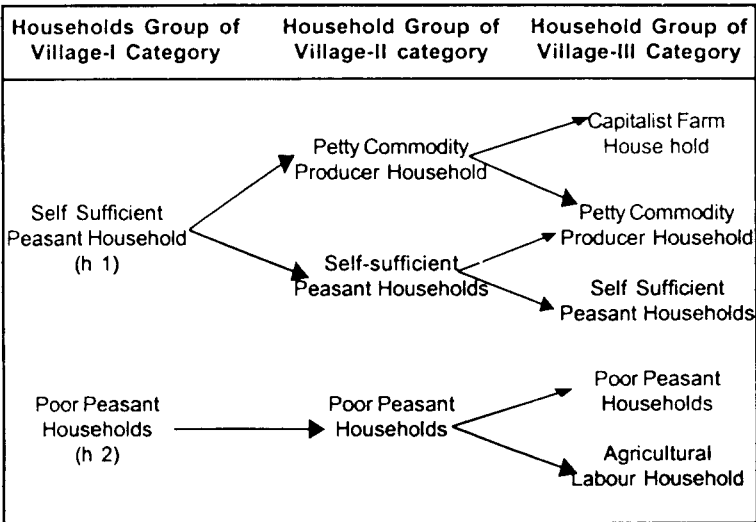 Households Group of Village-I Category
Household Group of Village-II category
Household Group of Village-III Category
Self Sufficient
Peasant Household
(h 1)
Poor Peasant
Households
(h 2)
Petty Commodity
Producer Household
Self-sufficient
Peasant Households
Poor Peasant
Households
Capitalist Farm
House hold
Petty Commodity
Producer Household
Self Sufficient
Peasant Households
Poor Peasant
Households
Agricultural
Labour Household